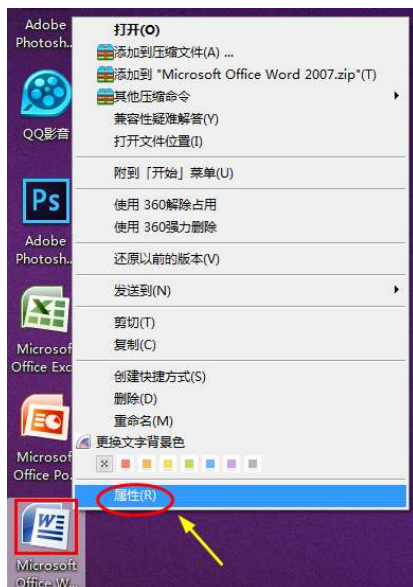 Adobe
Photosh...
QQ影音
Ps
Adobe
Photosh...
Microsof
Office Exc
Microsof
Office Po.
W
Microsoft
Office W...
打开(O)
添加到压缩文件(A) ...
添加到 "Microsoft Office Word 2007.zip"(T)
其他压缩命令
兼容性疑难解答(Y)
打开文件位置(I)
附到「开始」菜单(U)
使用 360解除占用
使用 360强力删除
还原以前的版本(V)
发送到(N)
剪切(T)
复制(C)
创建快捷方式(S)
删除(D)
重命名(M)
更换文字背景色
属性(R)